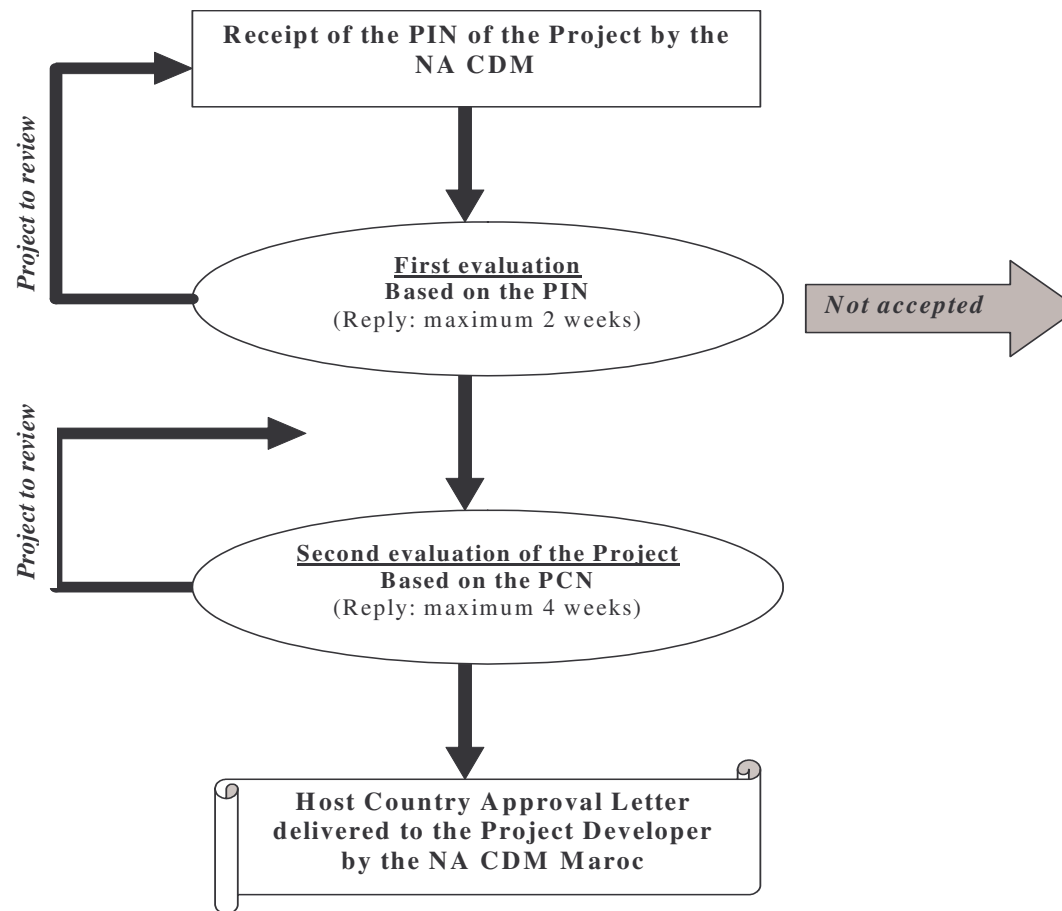 Receipt of the PIN of the Project by the
NA CDM
Project to review
First evaluation
Based on the PIN
(Reply: maximum 2 weeks)
Not accepted
Project to review
Second evaluation of the Project
Based on the PCN
(Reply: maximum 4 weeks)
Host Country Approval Letter
delivered to the Project Developer
by the NA CDM Maroc